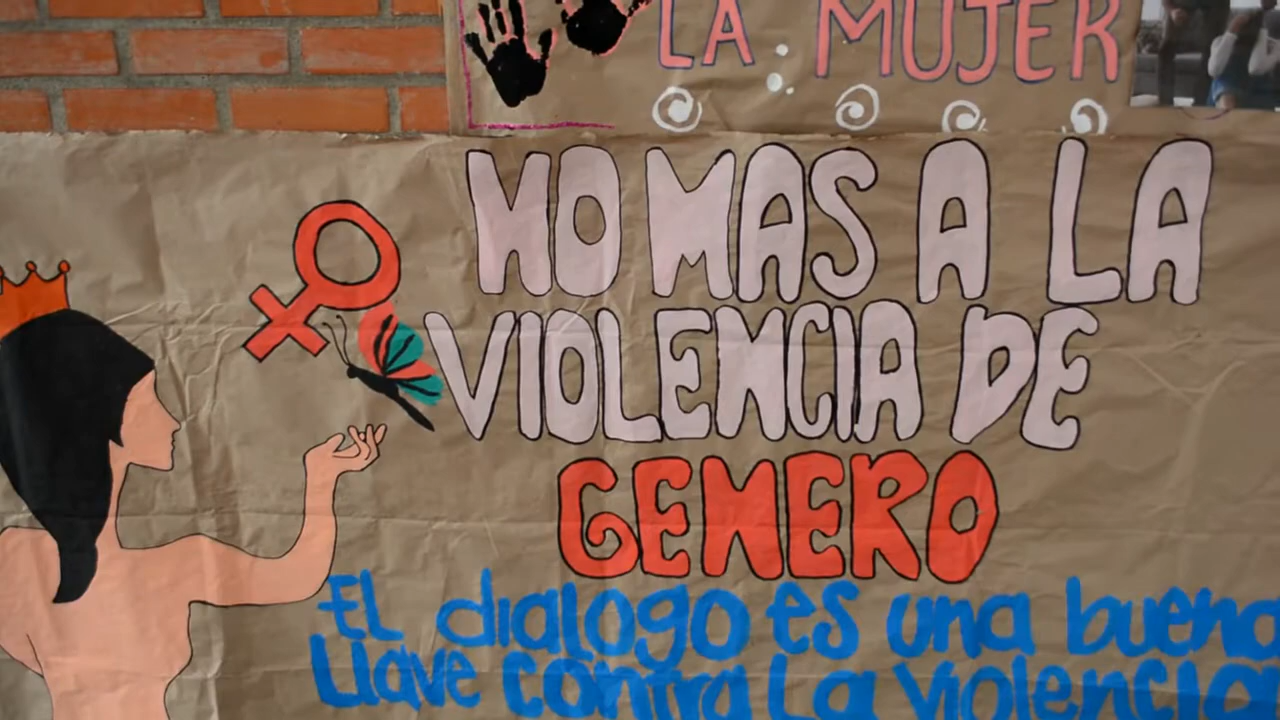 LA MUJER
NO MAS A LA
VIOLENCIA DE
GENERO
El dialogo es una buena
Llave contra La violencia